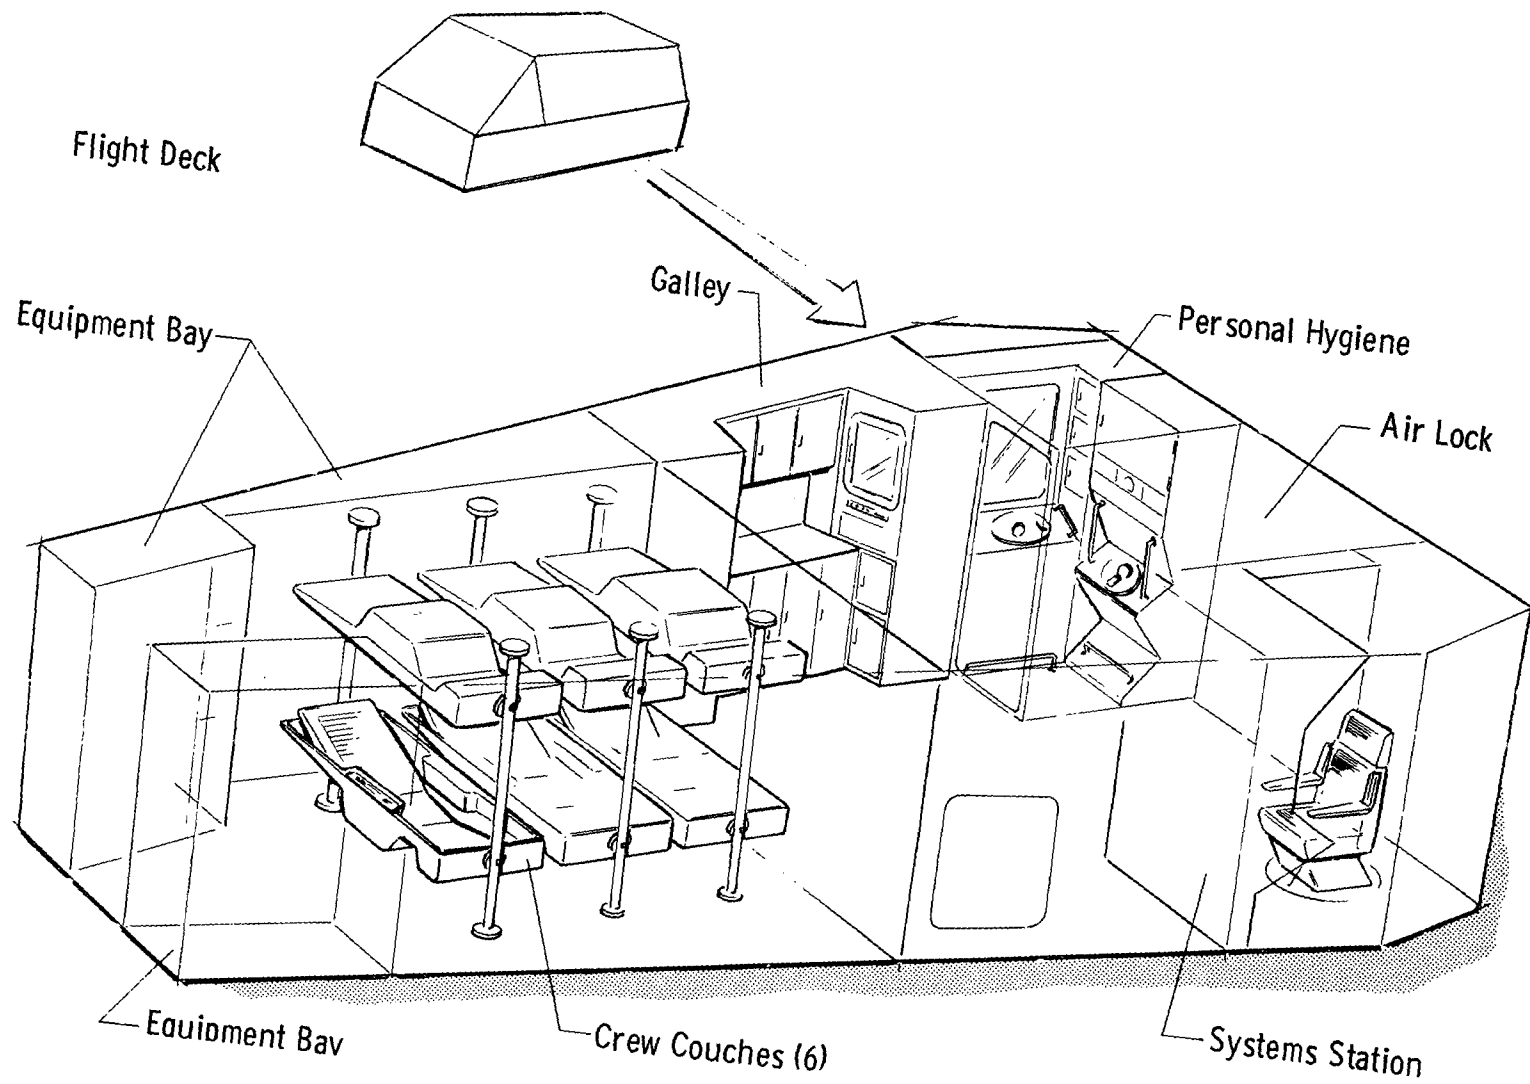 Flight Deck
Galley
Equipment Bay
Personal Hygiene
Air Lock
Equipment Bay
Crew Couches (6)
Systems Station